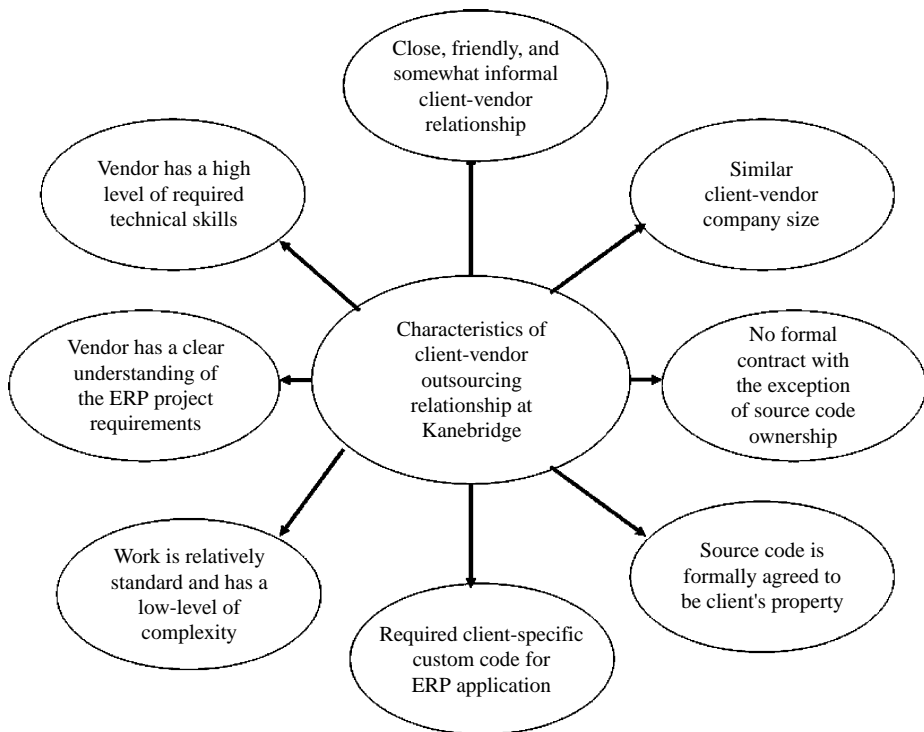 Close, friendly, and
somewhat informal
client-vendor
relationship
Vendor has a high
level of required
technical skills
Similar
client-vendor
company size
Characteristics of
client-vendor
outsourcing
relationship at
Kanebridge
Vendor has a clear
understanding of
the ERP project
requirements
No formal
contract with
the exception
of source code
ownership
Work is relatively
standard and has a
low-level of
complexity
Source code is
formally agreed to
be client's property
Required client-specific
custom code for
ERP application